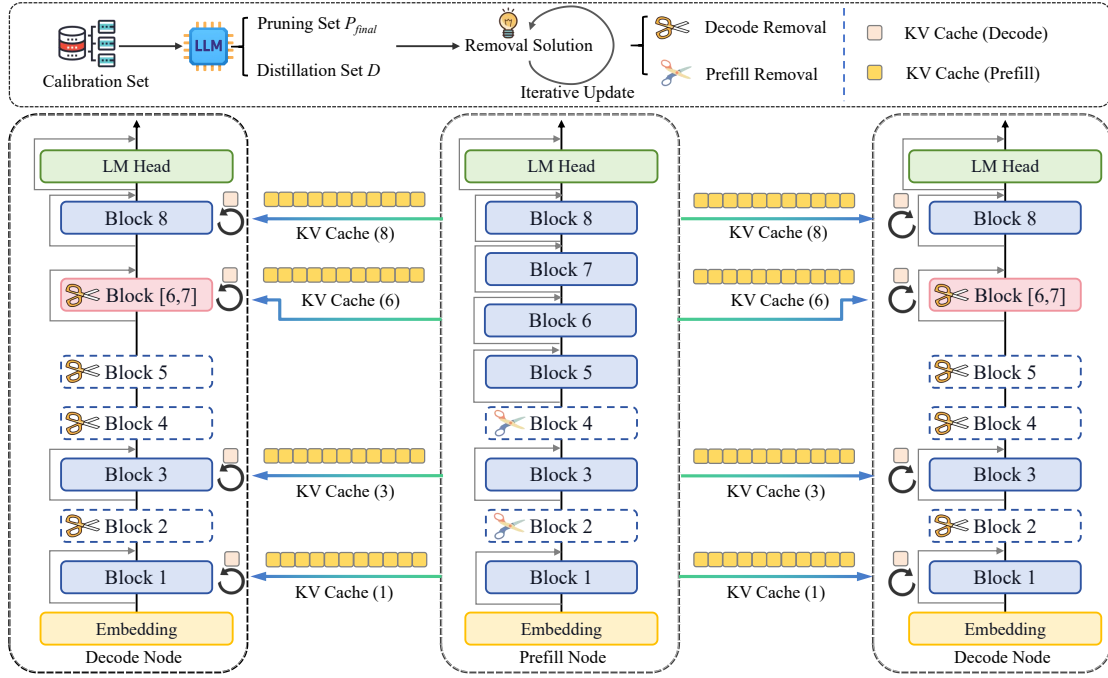 Calibration Set
LLM
Pruning Set P_final
Distillation Set D
Removal Solution
Iterative Update
Decode Removal
Prefill Removal
KV Cache (Decode)
KV Cache (Prefill)
LM Head
Block 8
Block [6,7]
Block 5
Block 4
Block 3
Block 2
Block 1
Embedding
Decode Node
KV Cache (8)
KV Cache (6)
KV Cache (3)
KV Cache (1)
LM Head
Block 8
Block 7
Block 6
Block 5
Block 4
Block 3
Block 2
Block 1
Embedding
Prefill Node
KV Cache (8)
KV Cache (6)
KV Cache (3)
KV Cache (1)
LM Head
Block 8
Block [6,7]
Block 5
Block 4
Block 3
Block 2
Block 1
Embedding
Decode Node